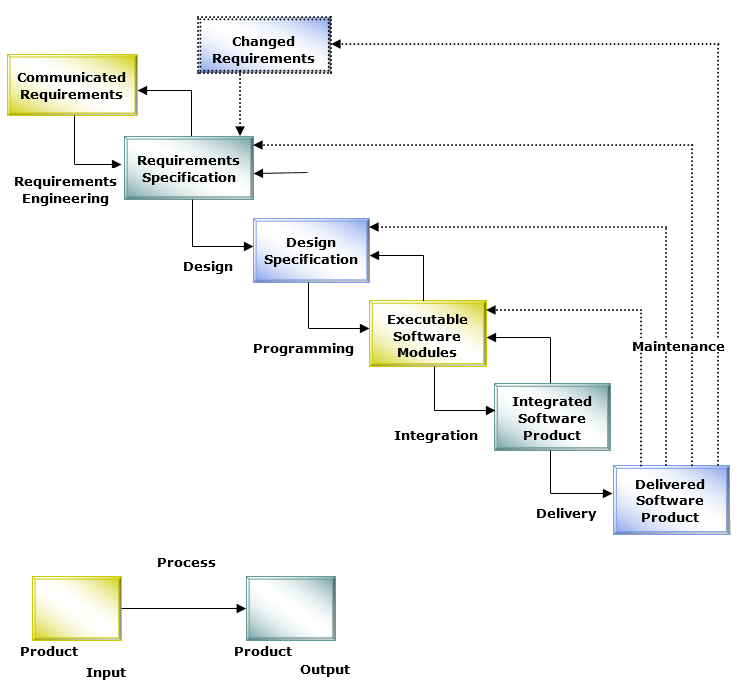 Changed
Requirements
Communicated
Requirements
Requirements
Specification
Requirements
Engineering
Design
Specification
Design
Executable
Software
Modules
Programming
Maintenance
Integrated
Software
Product
Integration
Delivered
Software
Product
Delivery
Process
Product
Input
Product
Output